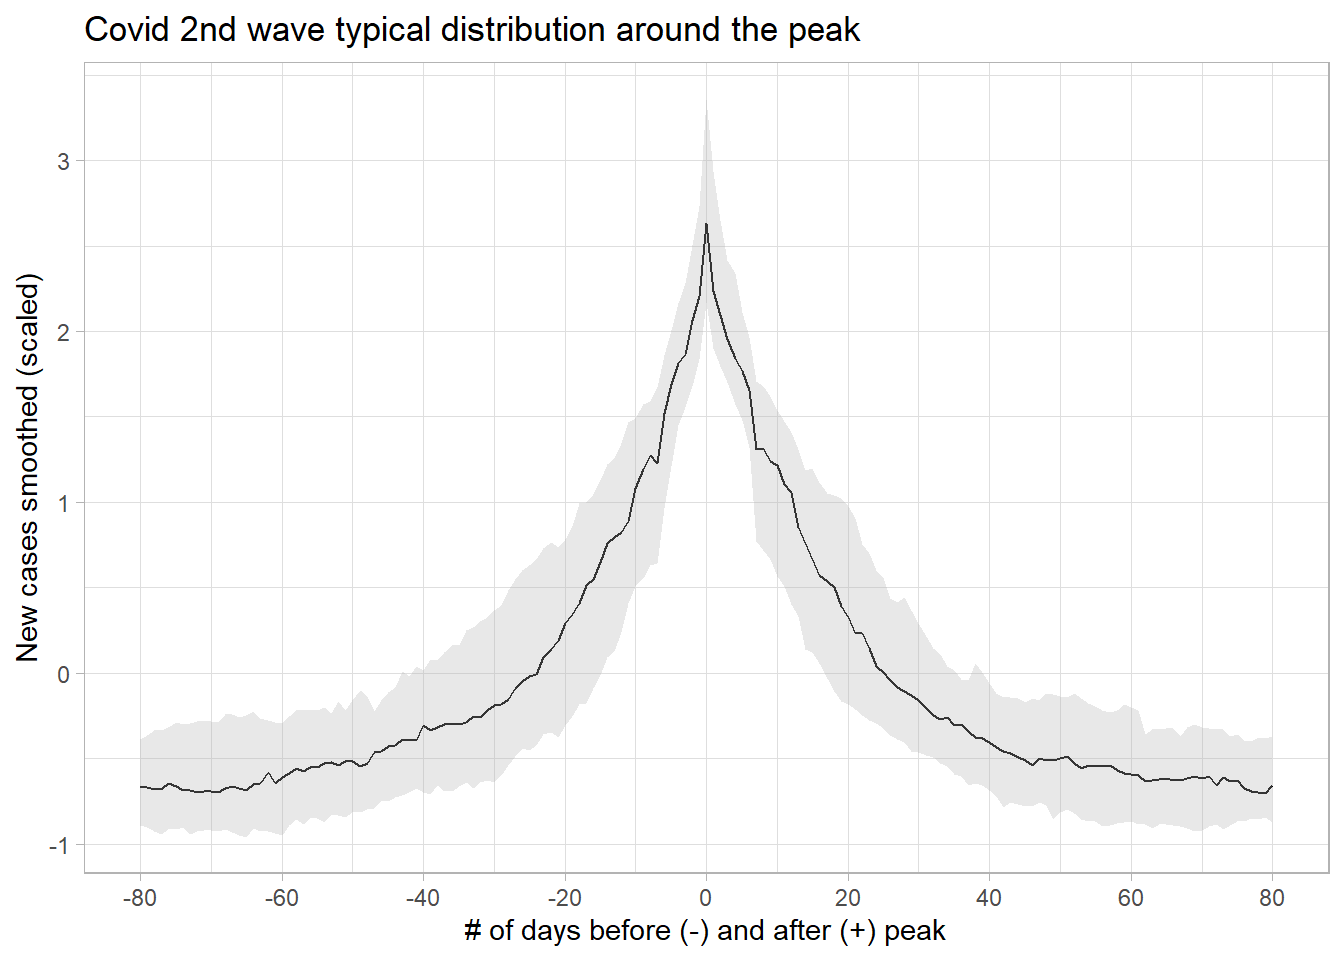 Covid 2nd wave typical distribution around the peak
New cases smoothed (scaled)
3
2
1
0
-1
-80 -60 -40 -20 0 20 40 60 80
# of days before (-) and after (+) peak